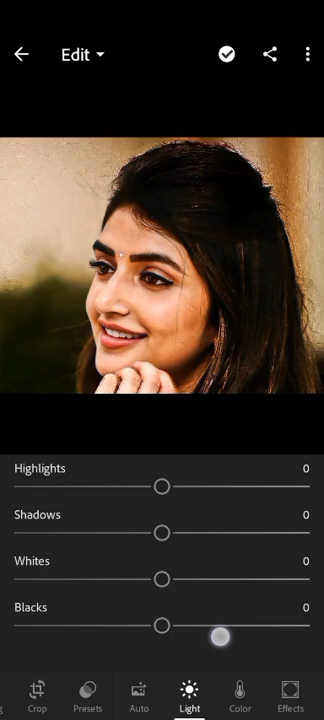 Edit
Highlights 0
Shadows 0
Whites 0
Blacks 0
Crop Presets Auto Light Color Effects